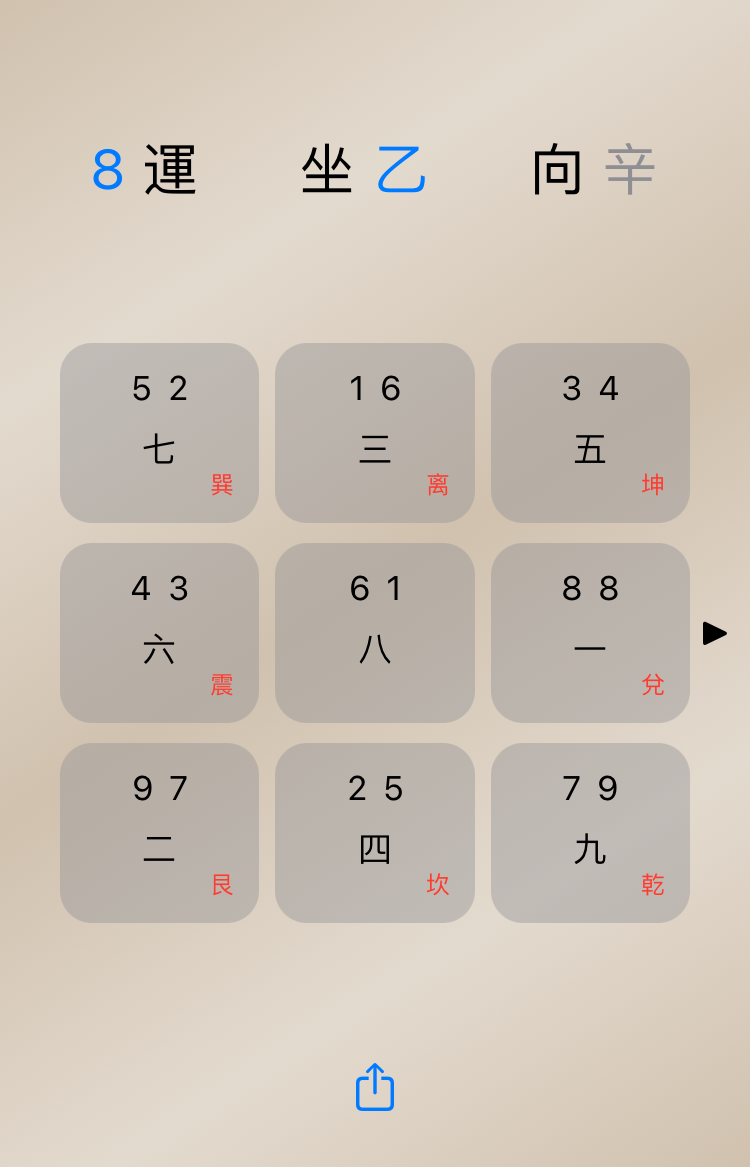 8 運 坐 乙 向 辛
5 2 1 6 3 4
七 三 五
巽 离 坤
4 3 6 1 8 8
六 八 一
震 兌
9 7 2 5 7 9
二 四 九
艮 坎 乾